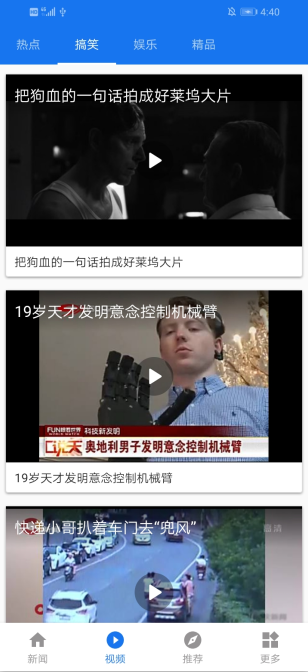 4:40
热点 搞笑 娱乐 精品
把狗血的一句话拍成好莱坞大片
把狗血的一句话拍成好莱坞大片
19岁天才发明意念控制机械臂
科技新发明
奥地利男子发明意念控制机械臂
19岁天才发明意念控制机械臂
快递小哥扒着车门去“兜风”
新闻 视频 推荐 更多